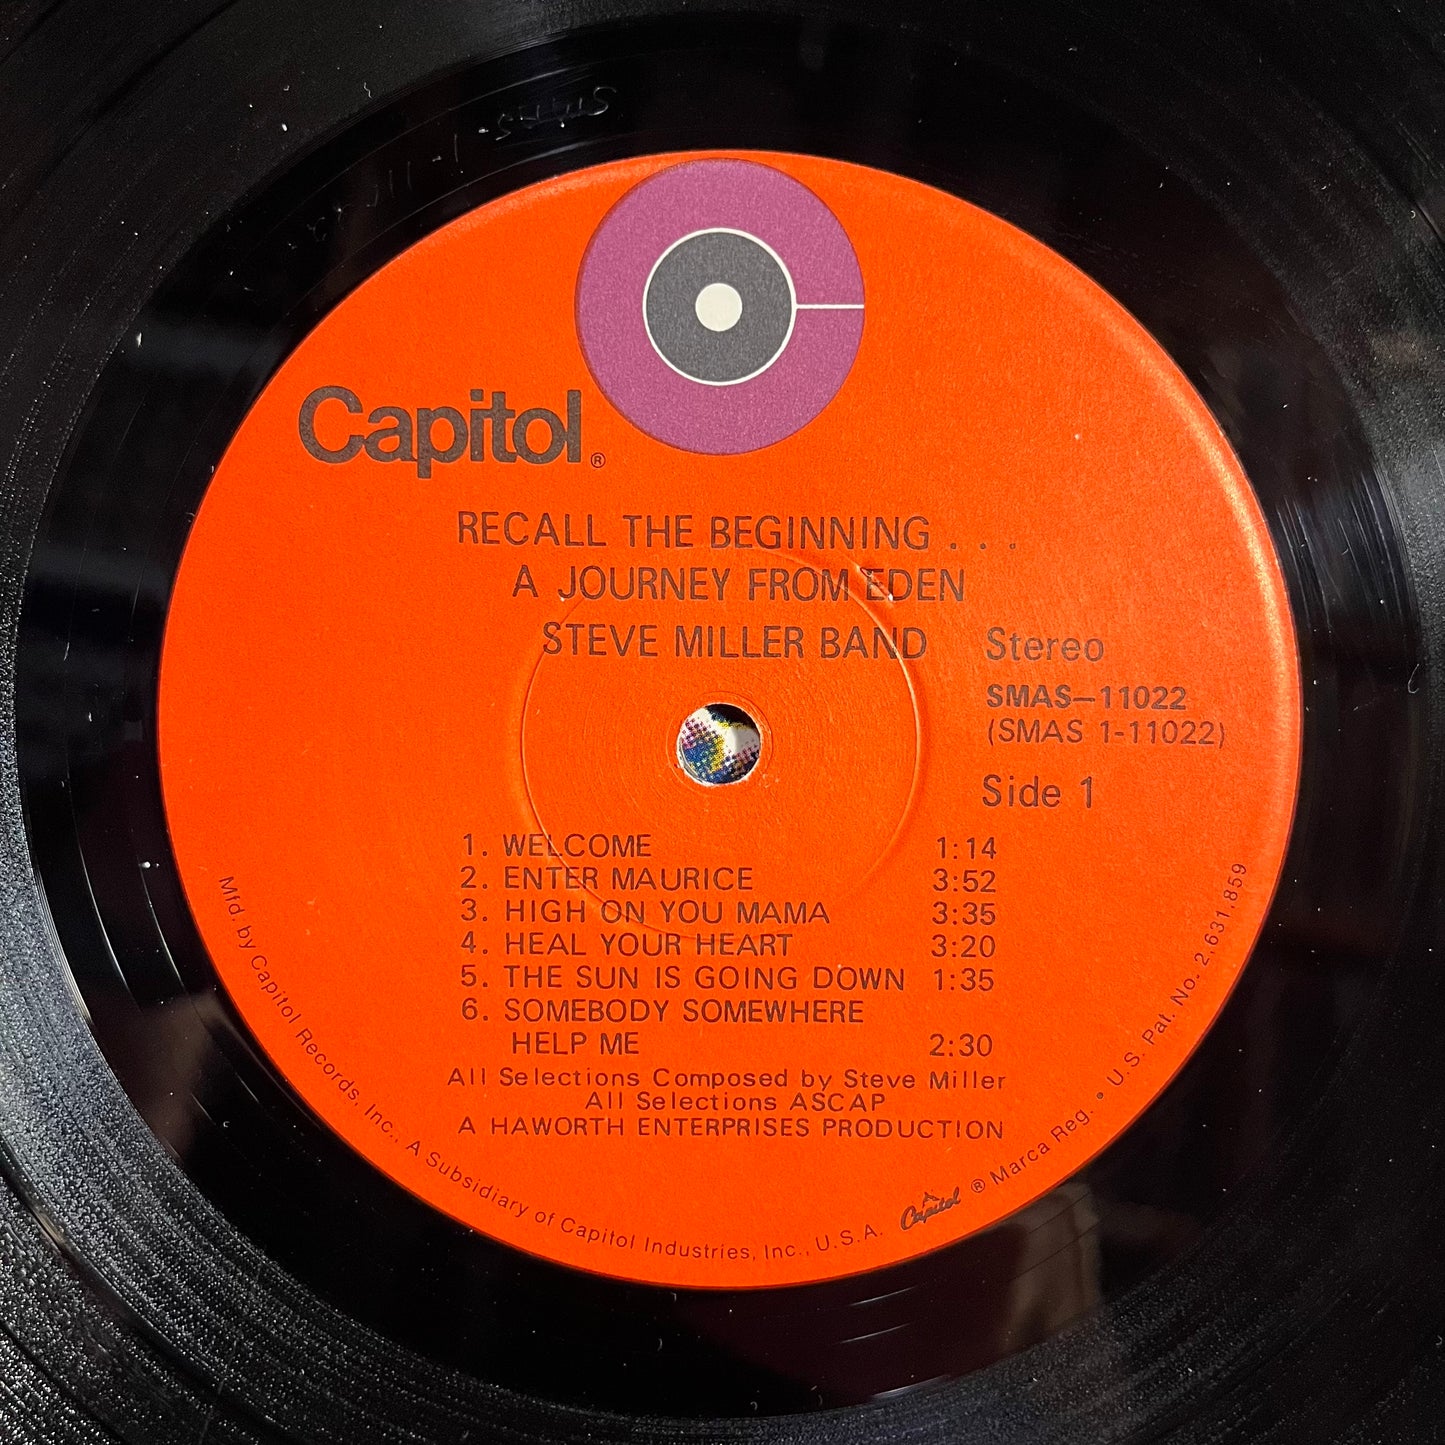 Capitol®
RECALL THE BEGINNING . . .
A JOURNEY FROM EDEN
STEVE MILLER BAND
Stereo
SMAS–11022
(SMAS 1-11022)
Side 1
1. WELCOME 1:14
2. ENTER MAURICE 3:52
3. HIGH ON YOU MAMA 3:35
4. HEAL YOUR HEART 3:20
5. THE SUN IS GOING DOWN 1:35
6. SOMEBODY SOMEWHERE
HELP ME 2:30
All Selections Composed by Steve Miller
All Selections ASCAP
A HAWORTH ENTERPRISES PRODUCTION
Mfd. by Capitol Records, Inc., A Subsidiary of Capitol Industries, Inc., U.S.A. Capitol ® Marca Reg. • U.S. Pat. No. 2,631,859